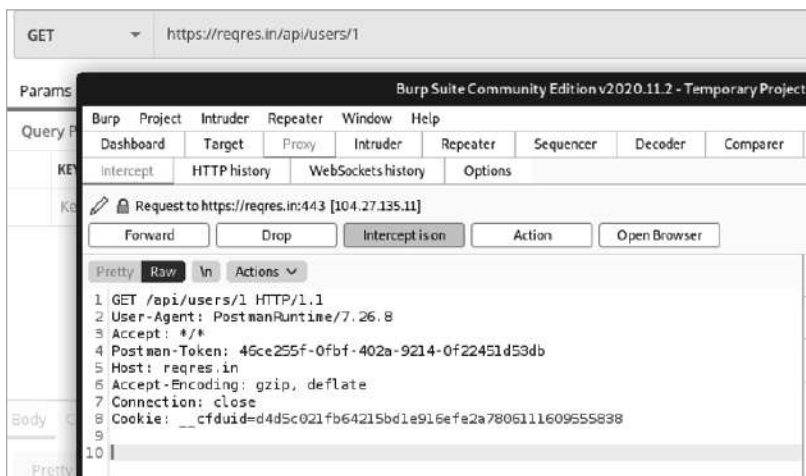 GET https://reqres.in/api/users/1
Params
Burp Suite Community Edition v2020.11.2 - Temporary Project
Burp Project Intruder Repeater Window Help
Query P
Dashboard Target Proxy Intruder Repeater Sequencer Decoder Comparer
KEY
Intercept HTTP history WebSockets history Options
Ke
Request to https://reqres.in:443 [104.27.135.11]
Forward Drop Intercept is on Action Open Browser
Pretty Raw \n Actions
1 GET /api/users/1 HTTP/1.1
2 User-Agent: PostmanRuntime/7.26.8
3 Accept: */*
4 Postman-Token: 46ce255f-0fbf-402a-9214-0f22451d53db
5 Host: reqres.in
6 Accept-Encoding: gzip, deflate
7 Connection: close
8 Cookie: __cfduid=d4d5c021fb64215bd1e916efe2a7806111609555838
9
10
Body C
Pretty